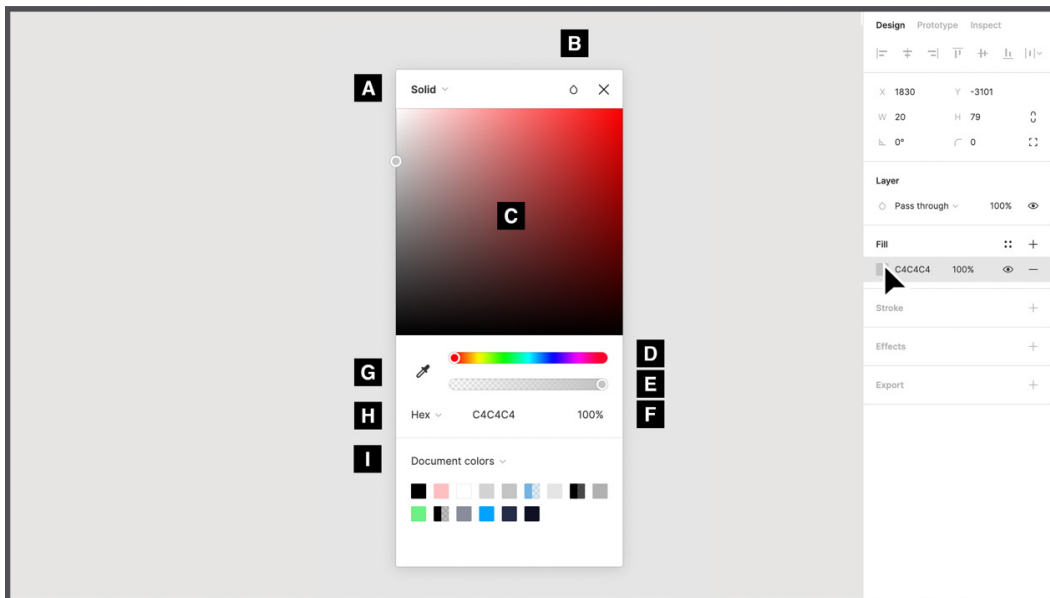 Design Prototype Inspect
B
A
Solid
X 1830 Y -3101
W 20 H 79
0° 0
Layer
Pass through 100%
C
Fill
C4C4C4 100%
Stroke
Effects
Export
D
G
E
H Hex C4C4C4 100% F
I
Document colors